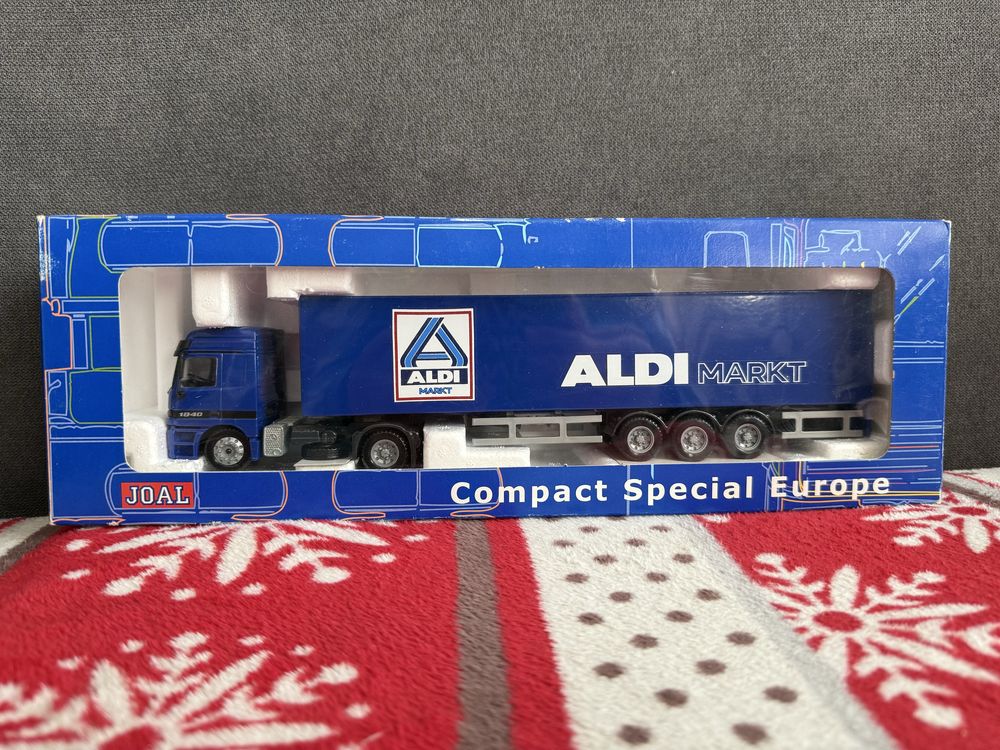 ALDI
MARKT
ALDI MARKT
1840
JOAL
Compact Special Europe